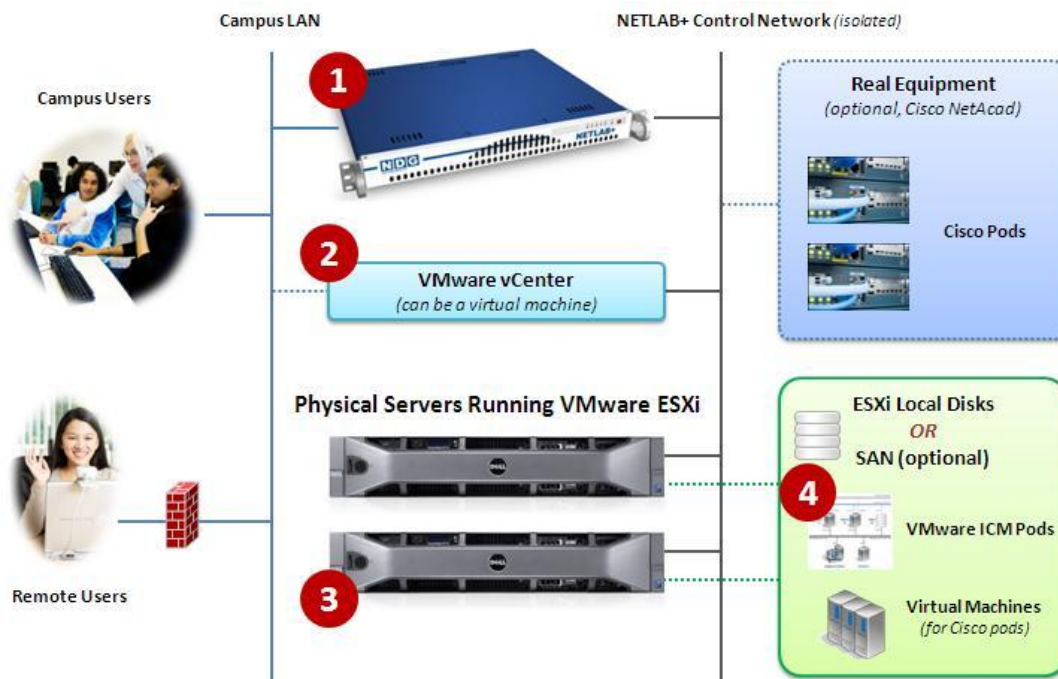 Campus LAN
NETLAB+ Control Network (isolated)
1
Real Equipment
(optional, Cisco NetAcad)
Campus Users
NDG
NETLAB+
Cisco Pods
2
VMware vCenter
(can be a virtual machine)
Physical Servers Running VMware ESXi
ESXi Local Disks
OR
SAN (optional)
DELL
4
VMware ICM Pods
DELL
3
Remote Users
Virtual Machines
(for Cisco pods)